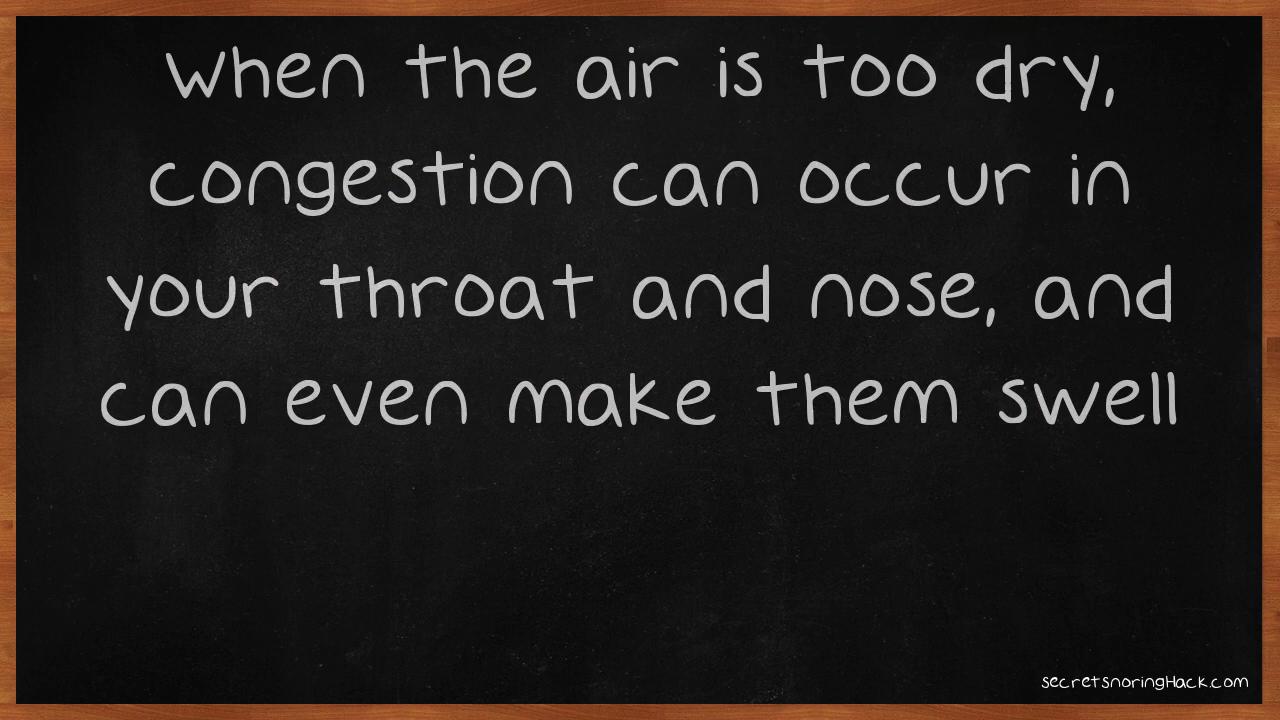 When the air is too dry,
congestion can occur in
your throat and nose, and
can even make them swell
secretsnoringHack.com